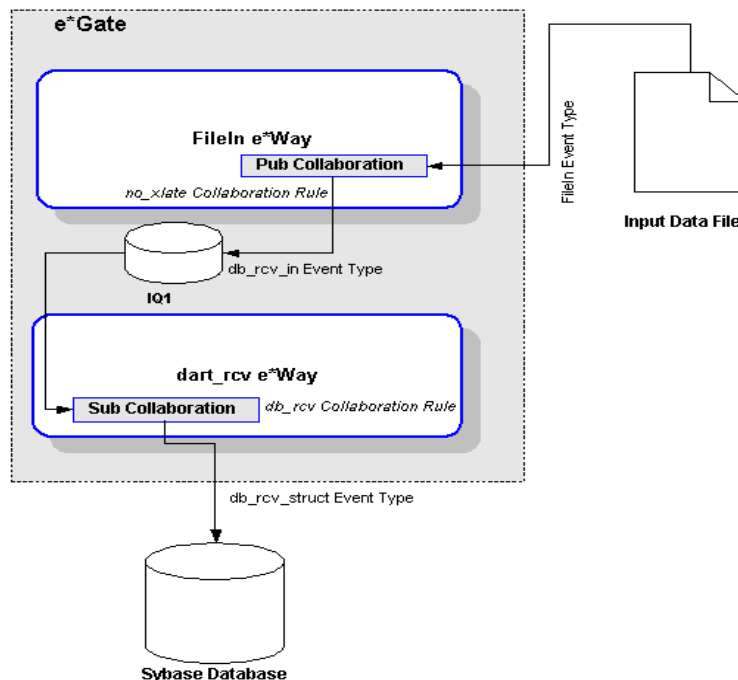 e*Gate
FileIn e*Way
Pub Collaboration
no_xlate Collaboration Rule
FileIn Event Type
Input Data File
db_rcv_in Event Type
IQ1
dart_rcv e*Way
Sub Collaboration
db_rcv Collaboration Rule
db_rcv_struct Event Type
Sybase Database